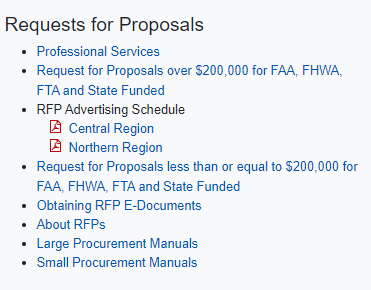 Requests for Proposals
Professional Services
Request for Proposals over $200,000 for FAA, FHWA,
FTA and State Funded
RFP Advertising Schedule
Central Region
Northern Region
Request for Proposals less than or equal to $200,000 for
FAA, FHWA, FTA and State Funded
Obtaining RFP E-Documents
About RFPs
Large Procurement Manuals
Small Procurement Manuals